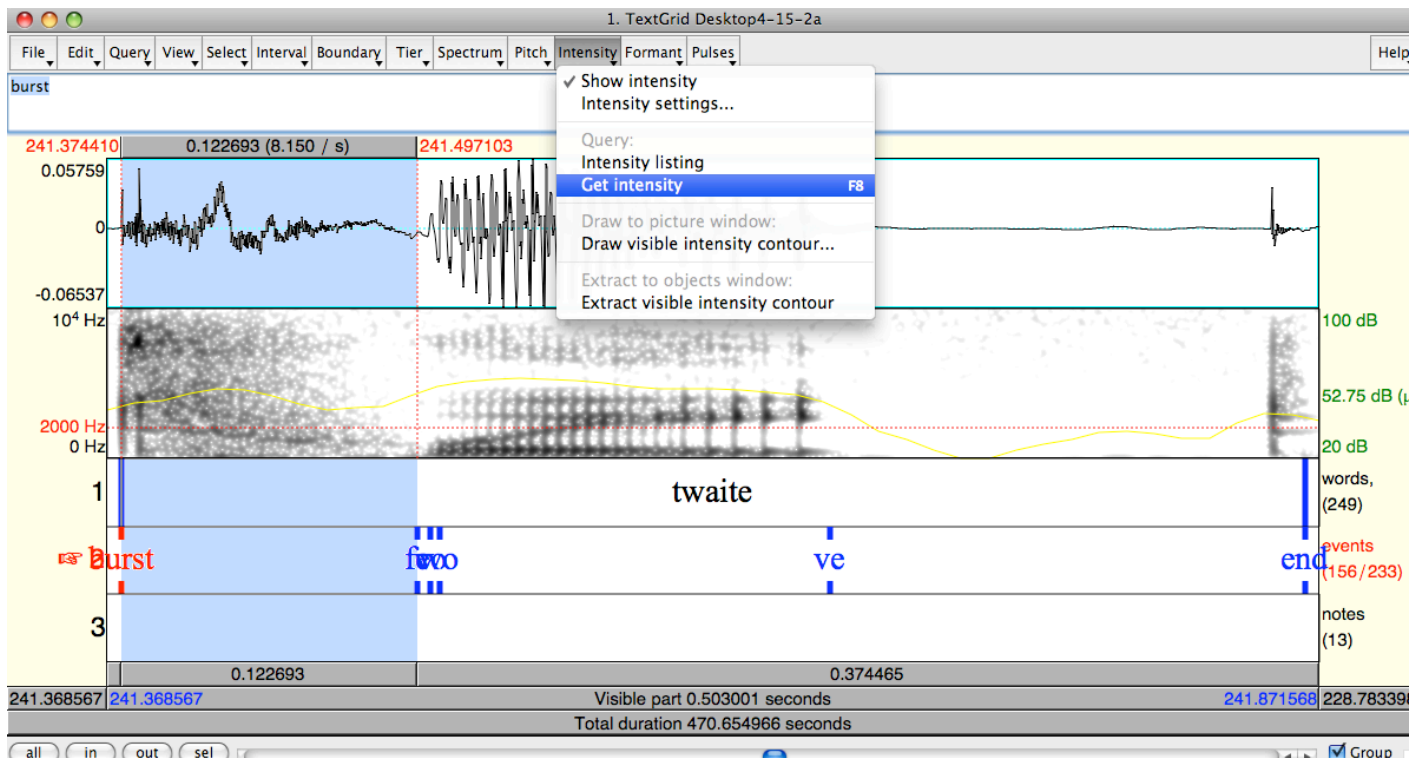 1. TextGrid Desktop4-15-2a
File Edit Query View Select Interval Boundary Tier Spectrum Pitch Intensity Formant Pulses Help
burst
✓ Show intensity
Intensity settings...
Query:
Intensity listing
Get intensity F8
Draw to picture window:
Draw visible intensity contour...
Extract to objects window:
Extract visible intensity contour
241.374410 0.122693 (8.150 / s) 241.497103
0.05759
0
-0.06537
10⁴ Hz 100 dB
52.75 dB (µ
2000 Hz
0 Hz 20 dB
1 twaite words,
(249)
☞ burst ve end events
(156/233)
3 notes
(13)
0.122693 0.374465
241.368567 241.368567 Visible part 0.503001 seconds 241.871568 228.783398
Total duration 470.654966 seconds
all in out sel Group